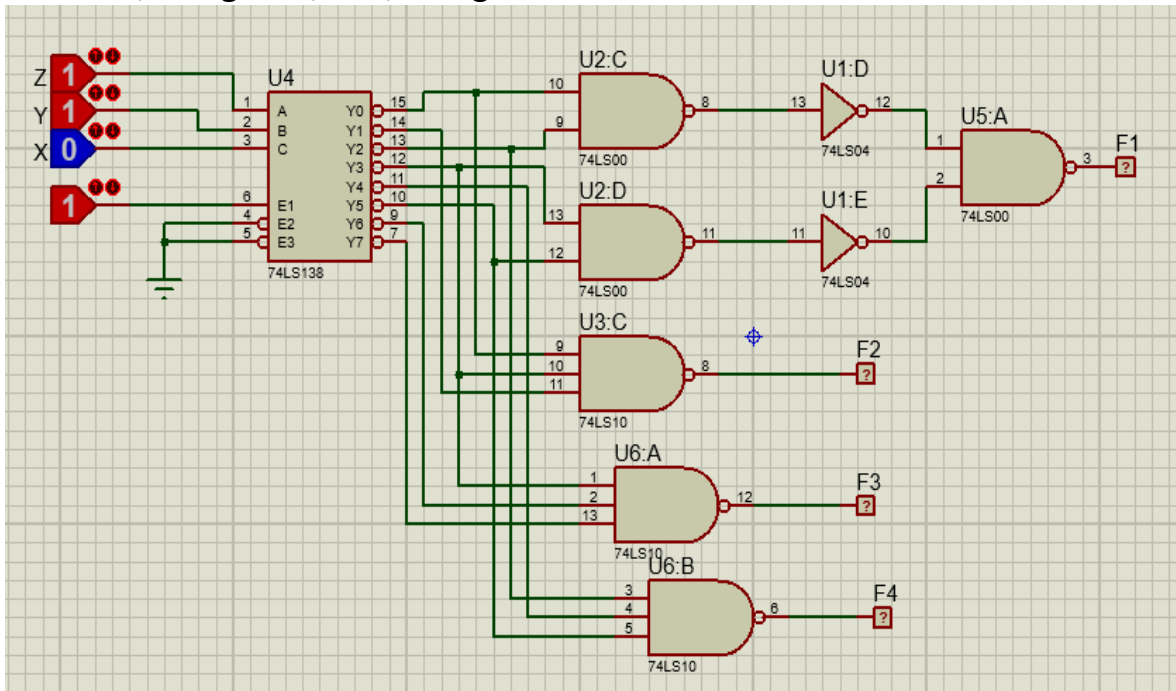 Z 1
Y 1
X 0
1
U4
1 A Y0 15
2 B Y1 14
3 C Y2 13
Y3 12
Y4 11
6 E1 Y5 10
4 E2 Y6 9
5 E3 Y7 7
74LS138
U2:C
10
9
8
74LS00
U1:D
13 12
74LS04
U5:A
1
2
3
74LS00
F1
?
U2:D
13
12
11
74LS00
U1:E
11 10
74LS04
U3:C
9
10
11
8
74LS10
F2
?
U6:A
1
2
13
12
74LS10
F3
?
U6:B
3
4
5
6
74LS10
F4
?